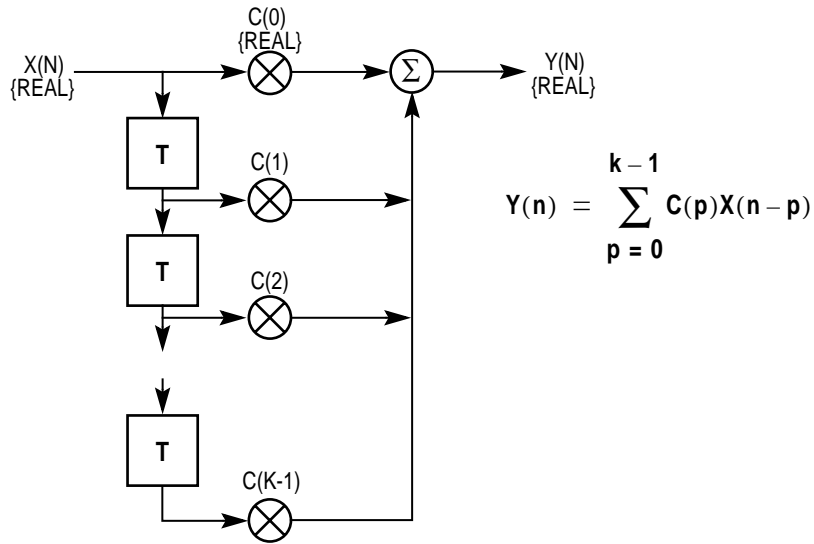 C(0)
{REAL}
X(N)
{REAL}
Σ
Y(N)
{REAL}
T
C(1)
T
C(2)
T
C(K-1)
k – 1
Y(n) = ∑ C(p)X(n – p)
p = 0